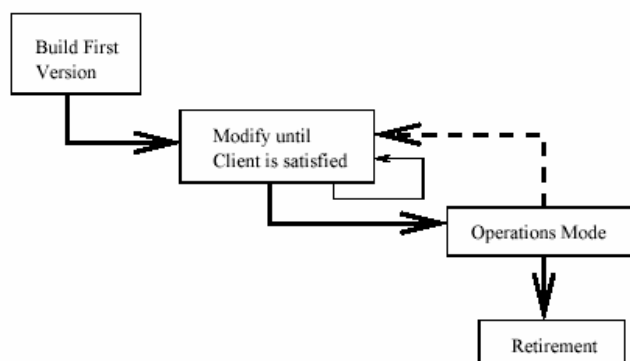 Build First
Version
Modify until
Client is satisfied
Operations Mode
Retirement